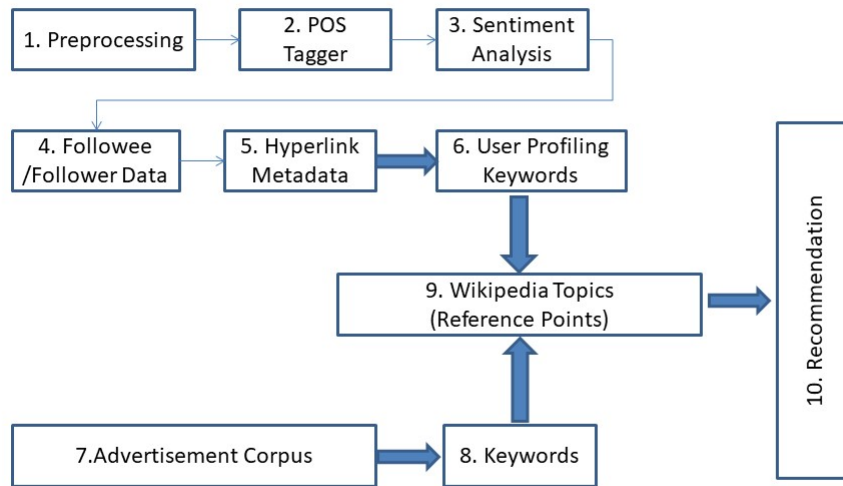 1. Preprocessing
2. POS
Tagger
3. Sentiment
Analysis
4. Followee
/Follower Data
5. Hyperlink
Metadata
6. User Profiling
Keywords
9. Wikipedia Topics
(Reference Points)
10. Recommendation
7.Advertisement Corpus
8. Keywords